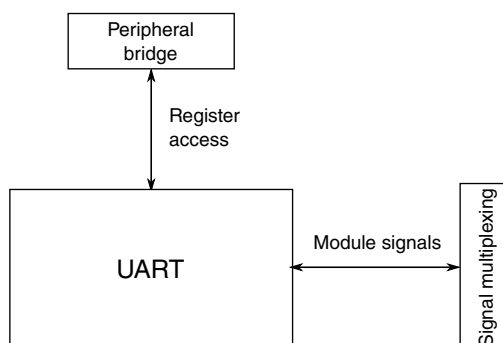 Peripheral
bridge
Register
access
UART
Module signals
Signal multiplexing